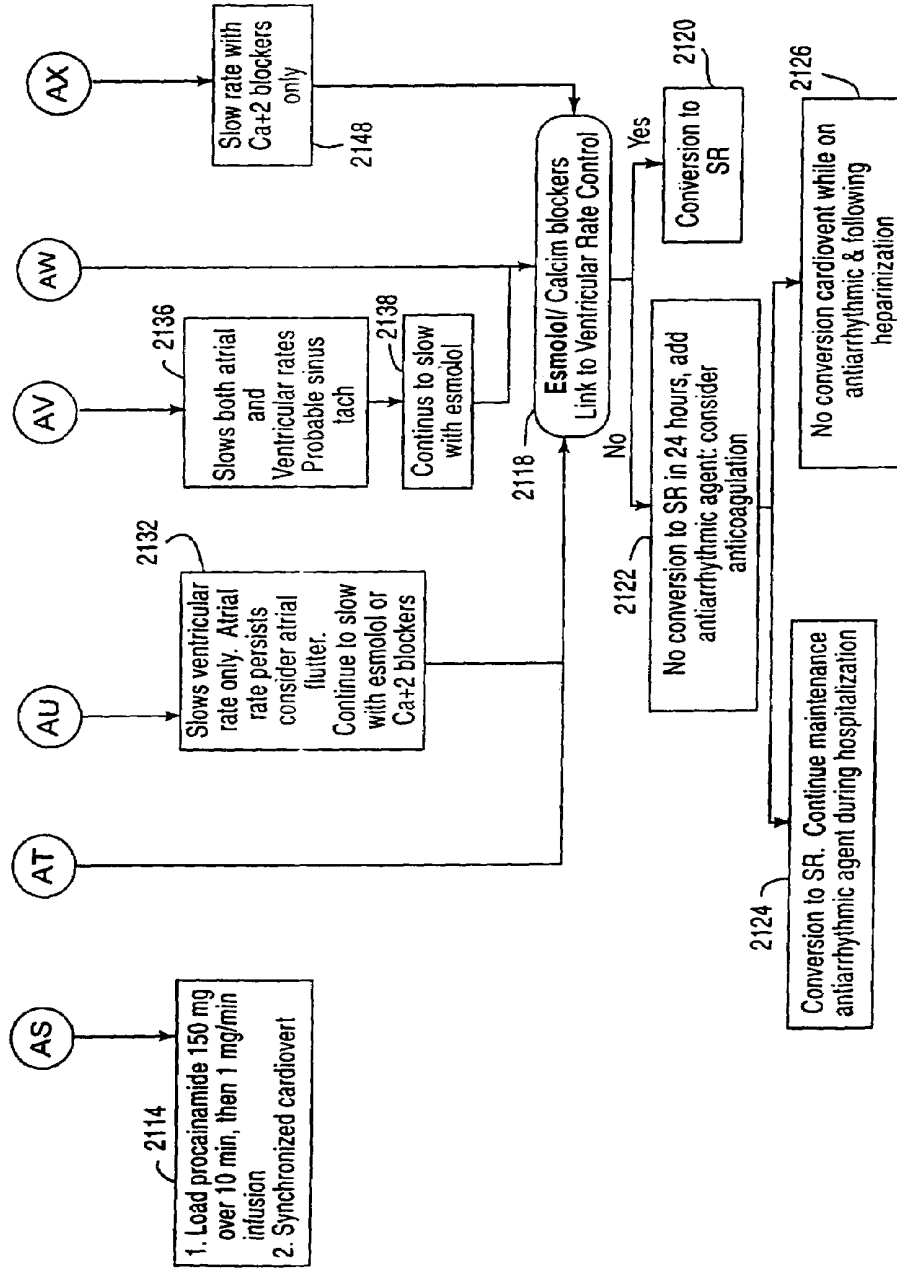 AS
AT
AU
AV
AW
AX
2114
1. Load procainamide 150 mg
over 10 min, then 1 mg/min
infusion
2. Synchronized cardiovert
2132
Slows ventricular
rate only. Atrial
rate persists
consider atrial
flutter.
Continue to slow
with esmolol or
Ca+2 blockers
2136
Slows both atrial
and
Ventricular rates
Probable sinus
tach
2138
Continus to slow
with esmolol
Slow rate with
Ca+2 blockers
only
2148
2118
Esmolol/ Calcim blockers
Link to Ventricular Rate Control
No
Yes
2122
No conversion to SR in 24 hours, add
antiarrhythmic agent: consider
anticoagulation
Conversion to
SR
2120
2124
Conversion to SR. Continue maintenance
antiarrhythmic agent during hospitalization
2126
No conversion cardiovent while on
antiarrhythmic & following
heparinization